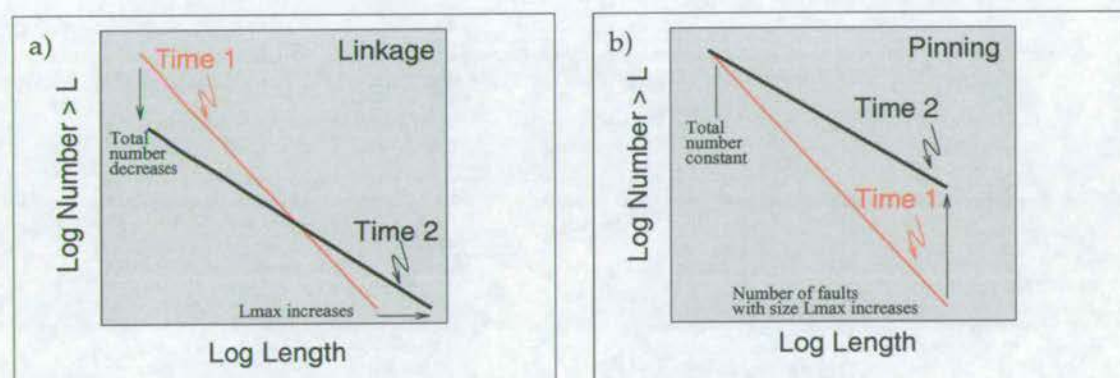 a)
Linkage
Time 1
Total
number
decreases
Time 2
Lmax increases
Log Number > L
Log Length
b)
Pinning
Time 2
Total
number
constant
Time 1
Number of faults
with size Lmax increases
Log Number > L
Log Length